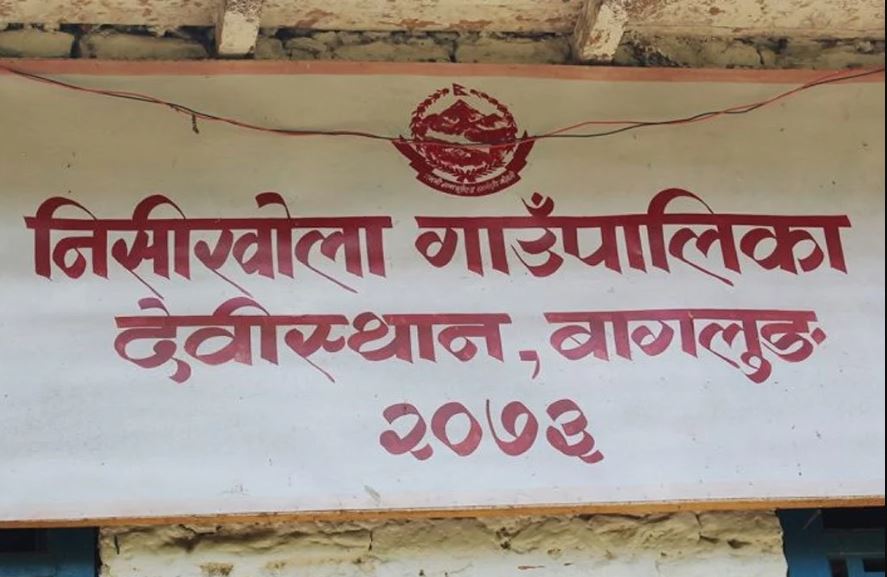 निसीखोला गाउँपालिका
देवीस्थान, बागलुङ
२०७३